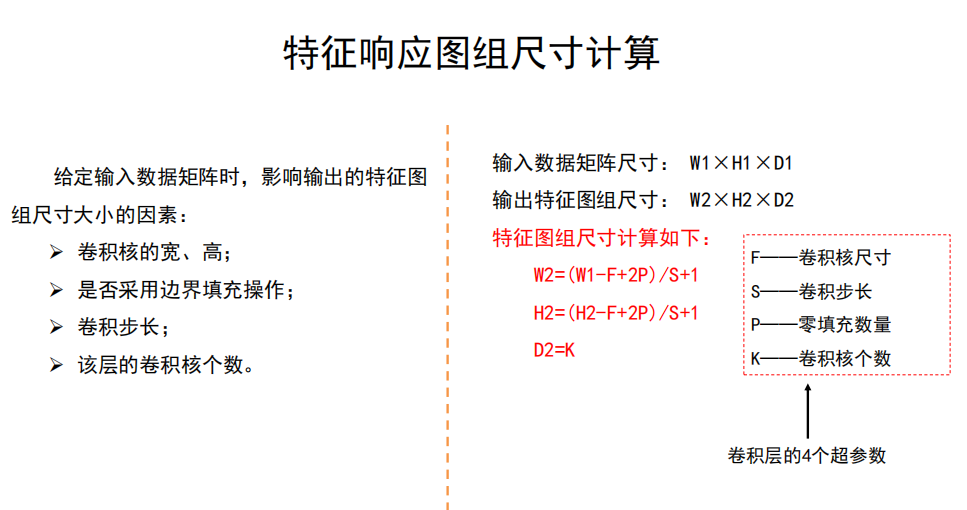 特征响应图组尺寸计算
给定输入数据矩阵时，影响输出的特征图
组尺寸大小的因素：
➢ 卷积核的宽、高；
➢ 是否采用边界填充操作；
➢ 卷积步长；
➢ 该层的卷积核个数。
输入数据矩阵尺寸： W1×H1×D1
输出特征图组尺寸： W2×H2×D2
特征图组尺寸计算如下：
W2=(W1-F+2P)/S+1
H2=(H2-F+2P)/S+1
D2=K
F——卷积核尺寸
S——卷积步长
P——零填充数量
K——卷积核个数
卷积层的4个超参数